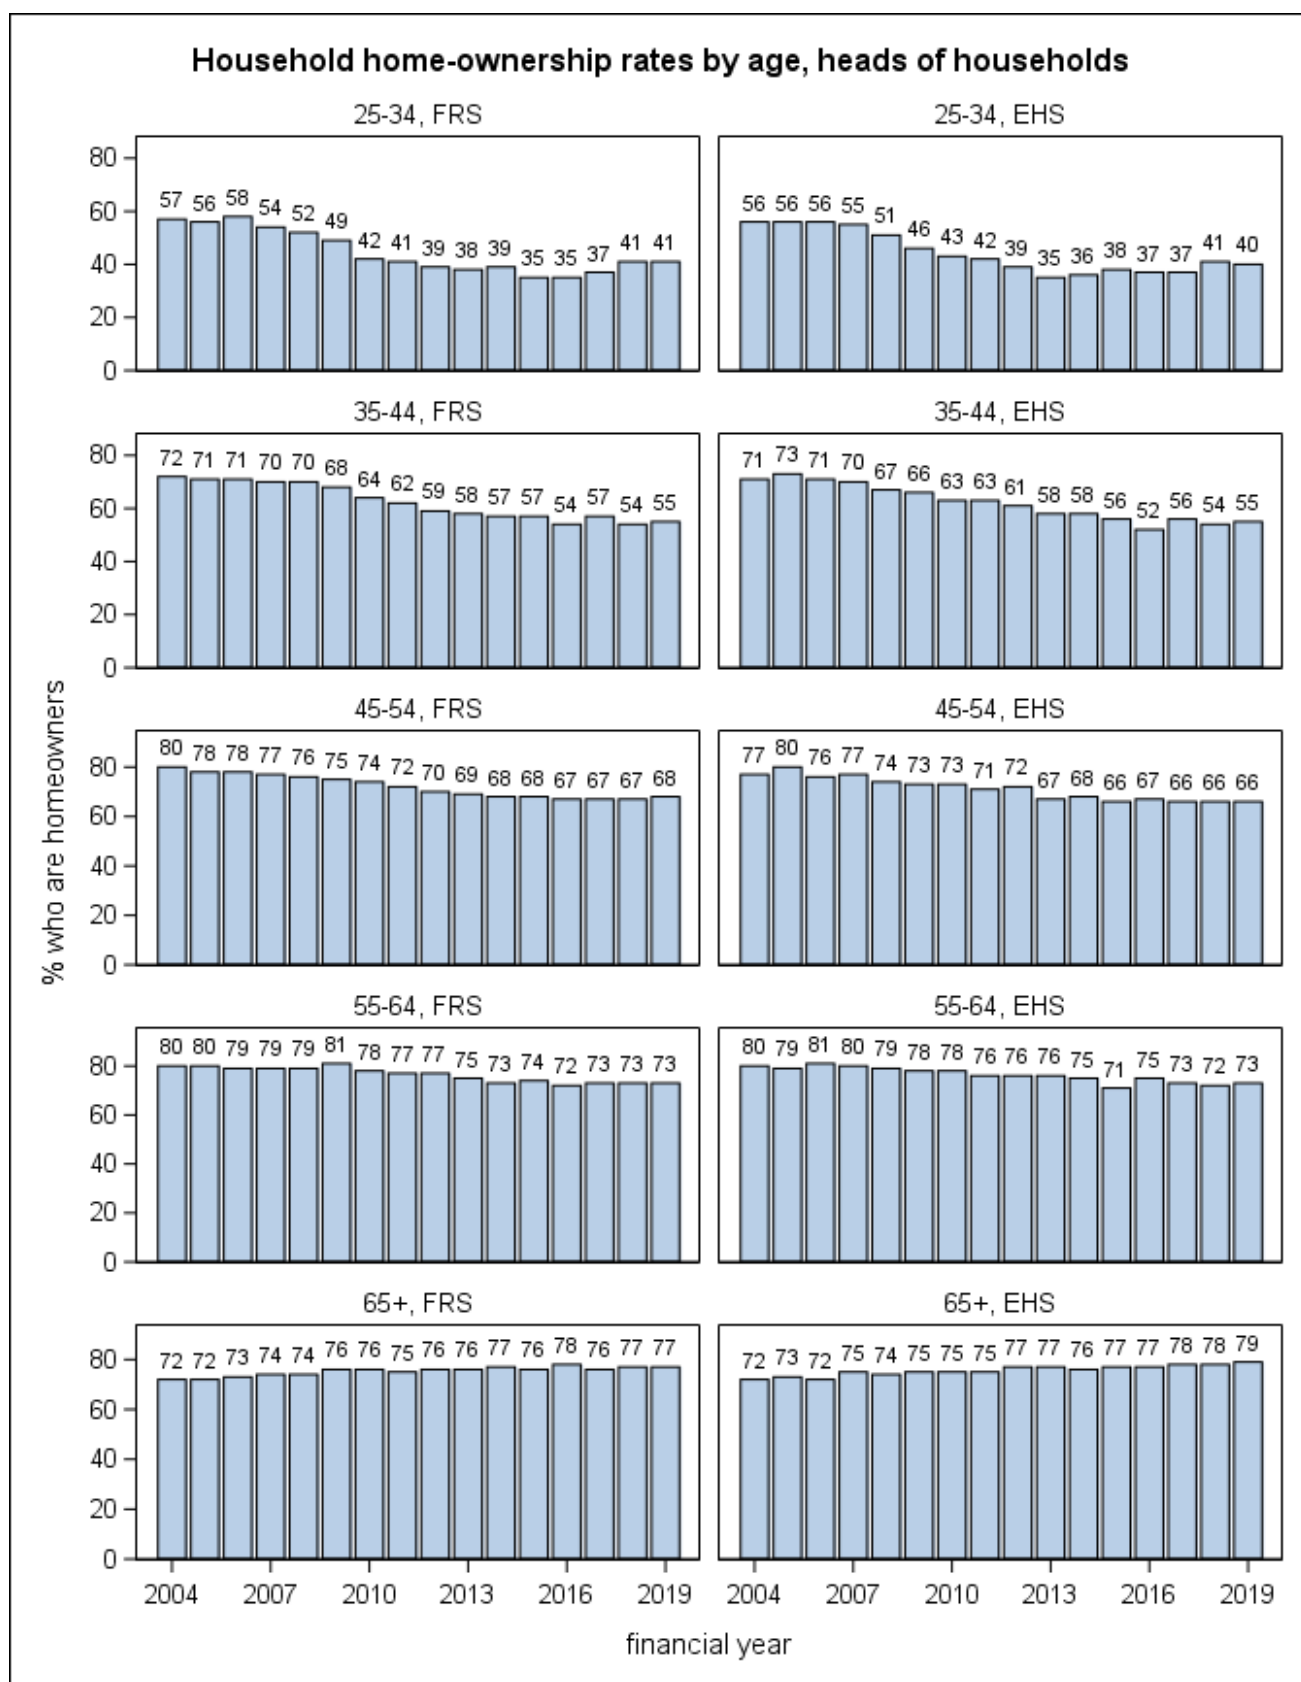 Household home-ownership rates by age, heads of households
25-34, FRS
25-34, EHS
80
60
40
20
0
57 56 58 54 52 49 42 41 39 38 39 35 35 37 41 41
56 56 56 55 51 46 43 42 39 35 36 38 37 37 41 40
35-44, FRS
35-44, EHS
80
60
40
20
0
72 71 71 70 70 68 64 62 59 58 57 57 54 57 54 55
71 73 71 70 67 66 63 63 61 58 58 56 52 56 54 55
% who are homeowners
45-54, FRS
45-54, EHS
80
60
40
20
0
80 78 78 77 76 75 74 72 70 69 68 68 67 67 67 68
77 80 76 77 74 73 73 71 72 67 68 66 67 66 66 66
55-64, FRS
55-64, EHS
80
60
40
20
0
80 80 79 79 79 81 78 77 77 75 73 74 72 73 73 73
80 79 81 80 79 78 78 76 76 76 75 71 75 73 72 73
65+, FRS
65+, EHS
80
60
40
20
0
72 72 73 74 74 76 76 75 76 76 77 76 78 76 77 77
72 73 72 75 74 75 75 75 77 77 76 77 77 78 78 79
2004 2007 2010 2013 2016 2019
2004 2007 2010 2013 2016 2019
financial year